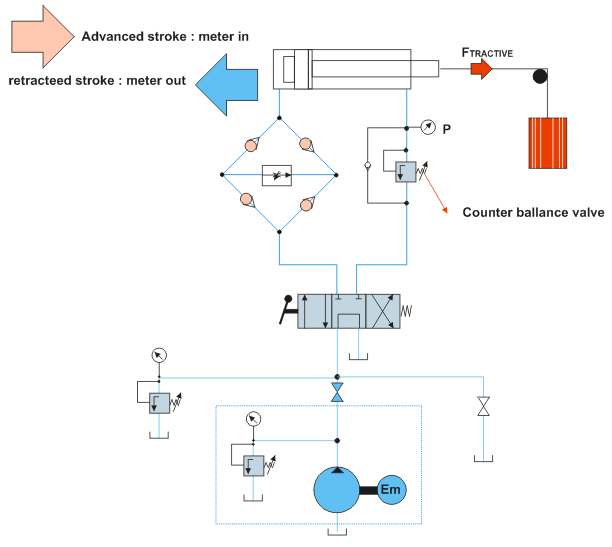 Advanced stroke : meter in
retracteed stroke : meter out
FTRACTIVE
P
Counter ballance valve
Em